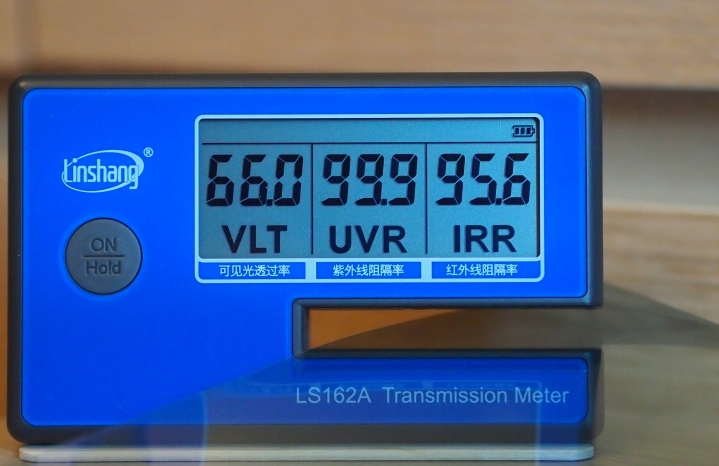 Linshang®
ON
Hold
66.0 99.9 95.6
VLT UVR IRR
可见光透过率 紫外线阻隔率 红外线阻隔率
LS162A Transmission Meter